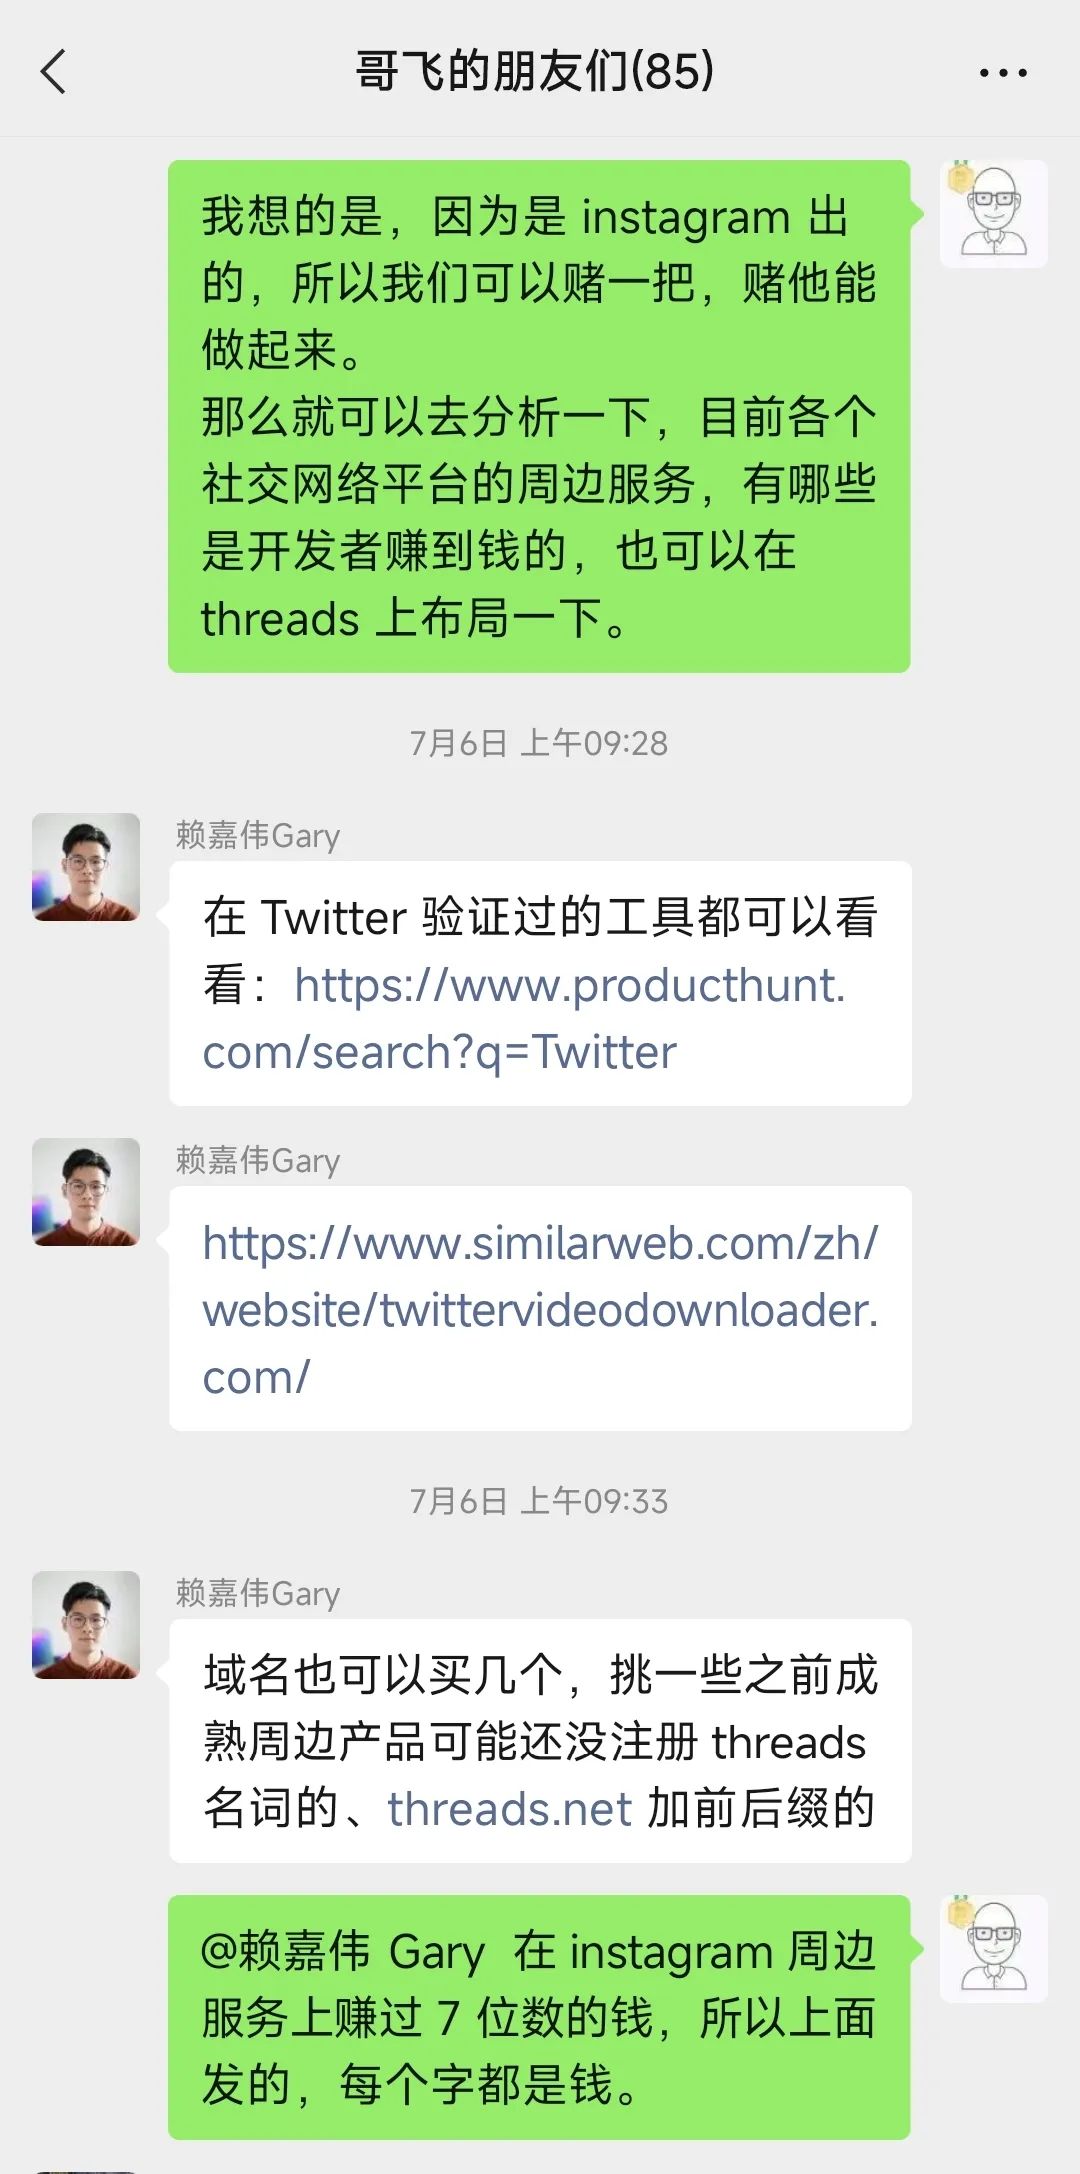 哥飞的朋友们(85)
我想的是，因为是 instagram 出
的，所以我们可以赌一把，赌他能
做起来。
那么就可以去分析一下，目前各个
社交网络平台的周边服务，有哪些
是开发者赚到钱的，也可以在
threads 上布局一下。
7月6日 上午09:28
赖嘉伟Gary
在 Twitter 验证过的工具都可以看
看：https://www.producthunt.
com/search?q=Twitter
赖嘉伟Gary
https://www.similarweb.com/zh/
website/twittervideodownloader.
com/
7月6日 上午09:33
赖嘉伟Gary
域名也可以买几个，挑一些之前成
熟周边产品可能还没注册 threads
名词的、threads.net 加前后缀的
@赖嘉伟 Gary 在 instagram 周边
服务上赚过 7 位数的钱，所以上面
发的，每个字都是钱。